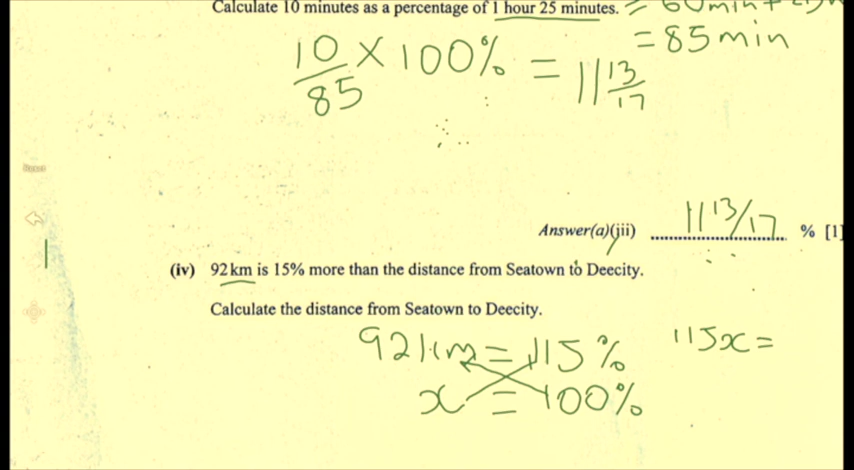 Calculate 10 minutes as a percentage of 1 hour 25 minutes.
= 85 min
10/85 × 100% = 11 13/17
Answer(a)(iii) 11 13/17 % [1]
(iv) 92 km is 15% more than the distance from Seatown to Deecity.
Calculate the distance from Seatown to Deecity.
92km = 115% 115x =
x = 100%